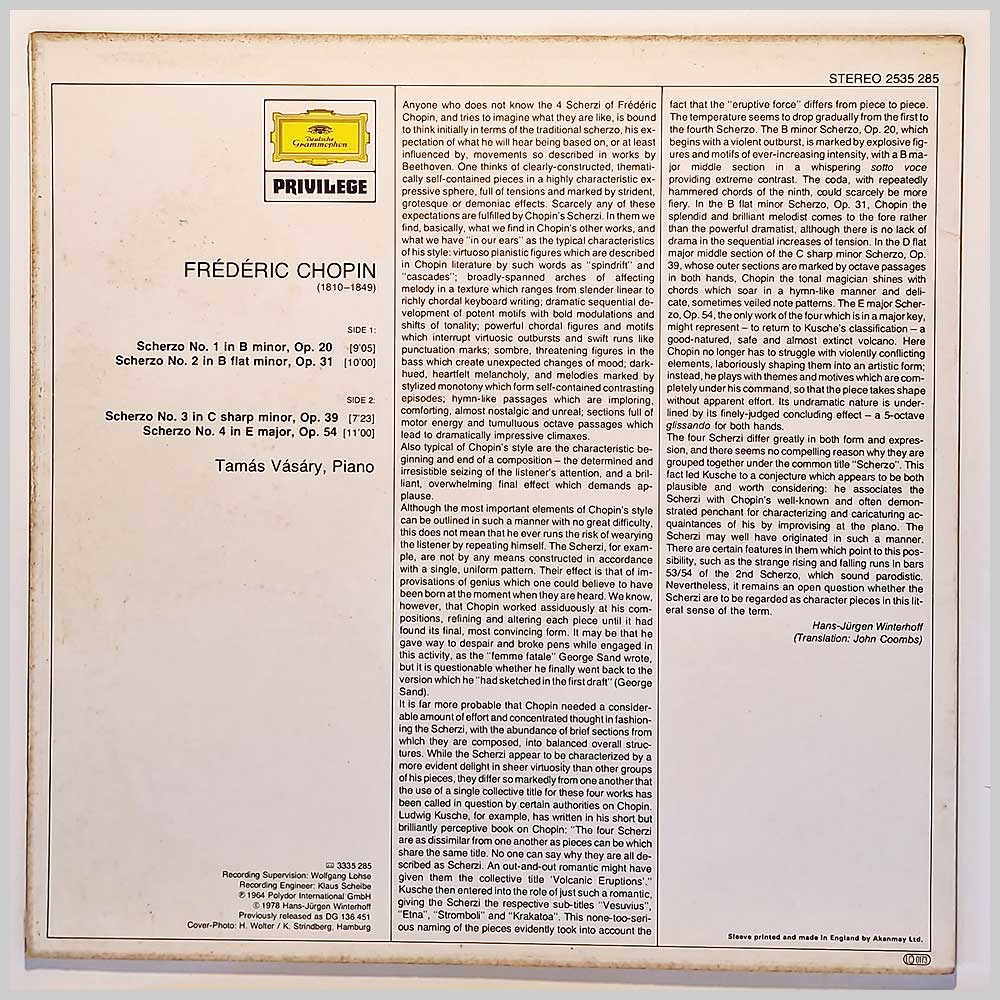 STEREO 2535 285
Deutsche
Grammophon
PRIVILEGE
FRÉDÉRIC CHOPIN
(1810–1849)
SIDE 1:
Scherzo No. 1 in B minor, Op. 20 [9'05]
Scherzo No. 2 in B flat minor, Op. 31 [10'00]
SIDE 2:
Scherzo No. 3 in C sharp minor, Op. 39 [7'23]
Scherzo No. 4 in E major, Op. 54 [11'00]
Tamás Vásáry, Piano
3335 285
Recording Supervision: Wolfgang Lohse
Recording Engineer: Klaus Scheibe
℗ 1964 Polydor International GmbH
© 1978 Hans-Jürgen Winterhoff
Previously released as DG 136 451
Cover-Photo: H. Wolter / K. Strindberg, Hamburg
Anyone who does not know the 4 Scherzi of Frédéric
Chopin, and tries to imagine what they are like, is bound
to think initially in terms of the traditional scherzo, his ex-
pectation of what he will hear being based on, or at least
influenced by, movements so described in works by
Beethoven. One thinks of clearly-constructed, themati-
cally self-contained pieces in a highly characteristic ex-
pressive sphere, full of tensions and marked by strident,
grotesque or demoniac effects. Scarcely any of these
expectations are fulfilled by Chopin's Scherzi. In them we
find, basically, what we find in Chopin's other works, and
what we have "in our ears" as the typical characteristics
of his style: virtuoso pianistic figures which are described
in Chopin literature by such words as "spindrift" and
"cascades"; broadly-spanned arches of affecting
melody in a texture which ranges from slender linear to
richly chordal keyboard writing; dramatic sequential de-
velopment of potent motifs with bold modulations and
shifts of tonality; powerful chordal figures and motifs
which interrupt virtuoso outbursts and swift runs like
punctuation marks; sombre, threatening figures in the
bass which create unexpected changes of mood; dark-
hued, heartfelt melancholy, and melodies marked by
stylized monotony which form self-contained contrasting
episodes; hymn-like passages which are imploring,
comforting, almost nostalgic and unreal; sections full of
motor energy and tumultuous octave passages which
lead to dramatically impressive climaxes.
Also typical of Chopin's style are the characteristic be-
ginning and end of a composition – the determined and
irresistible seizing of the listener's attention, and a bril-
liant, overwhelming final effect which demands ap-
plause.
Although the most important elements of Chopin's style
can be outlined in such a manner with no great difficulty,
this does not mean that he ever runs the risk of wearying
the listener by repeating himself. The Scherzi, for exam-
ple, are not by any means constructed in accordance
with a single, uniform pattern. Their effect is that of im-
provisations of genius which one could believe to have
been born at the moment when they are heard. We know,
however, that Chopin worked assiduously at his com-
positions, refining and altering each piece until it had
found its final, most convincing form. It may be that he
gave way to despair and broke pens while engaged in
this activity, as the "femme fatale" George Sand wrote,
but it is questionable whether he finally went back to the
version which he "had sketched in the first draft" (George
Sand).
It is far more probable that Chopin needed a consider-
able amount of effort and concentrated thought in fashion-
ing the Scherzi, with the abundance of brief sections from
which they are composed, into balanced overall struc-
tures. While the Scherzi appear to be characterized by a
more evident delight in sheer virtuosity than other groups
of his pieces, they differ so markedly from one another that
the use of a single collective title for these four works has
been called in question by certain authorities on Chopin.
Ludwig Kusche, for example, has written in his short but
brilliantly perceptive book on Chopin: "The four Scherzi
are as dissimilar from one another as pieces can be which
share the same title. No one can say why they are all de-
scribed as Scherzi. An out-and-out romantic might have
given them the collective title 'Volcanic Eruptions'."
Kusche then entered into the role of just such a romantic,
giving the Scherzi the respective sub-titles "Vesuvius",
"Etna", "Stromboli" and "Krakatoa". This none-too-seri-
ous naming of the pieces evidently took into account the
fact that the "eruptive force" differs from piece to piece.
The temperature seems to drop gradually from the first to
the fourth Scherzo. The B minor Scherzo, Op. 20, which
begins with a violent outburst, is marked by explosive fig-
ures and motifs of ever-increasing intensity, with a B ma-
jor middle section in a whispering sotto voce
providing extreme contrast. The coda, with repeatedly
hammered chords of the ninth, could scarcely be more
fiery. In the B flat minor Scherzo, Op. 31, Chopin the
splendid and brilliant melodist comes to the fore rather
than the powerful dramatist, although there is no lack of
drama in the sequential increases of tension. In the D flat
major middle section of the C sharp minor Scherzo, Op.
39, whose outer sections are marked by octave passages
in both hands, Chopin the tonal magician shines with
chords which soar in a hymn-like manner and deli-
cate, sometimes veiled note patterns. The E major Scher-
zo, Op. 54, the only work of the four which is in a major key,
might represent – to return to Kusche's classification – a
good-natured, safe and almost extinct volcano. Here
Chopin no longer has to struggle with violently conflicting
elements, laboriously shaping them into an artistic form;
instead, he plays with themes and motives which are com-
pletely under his command, so that the piece takes shape
without apparent effort. Its undramatic nature is under-
lined by its finely-judged concluding effect – a 5-octave
glissando for both hands.
The four Scherzi differ greatly in both form and expres-
sion, and there seems no compelling reason why they are
grouped together under the common title "Scherzo". This
fact led Kusche to a conjecture which appears to be both
plausible and worth considering: he associates the
Scherzi with Chopin's well-known and often demon-
strated penchant for characterizing and caricaturing ac-
quaintances of his by improvising at the piano. The
Scherzi may well have originated in such a manner.
There are certain features in them which point to this pos-
sibility, such as the strange rising and falling runs in bars
53/54 of the 2nd Scherzo, which sound parodistic.
Nevertheless, it remains an open question whether the
Scherzi are to be regarded as character pieces in this lit-
eral sense of the term.
Hans-Jürgen Winterhoff
(Translation: John Coombs)
Sleeve printed and made in England by Akenmay Ltd.
LC 0173